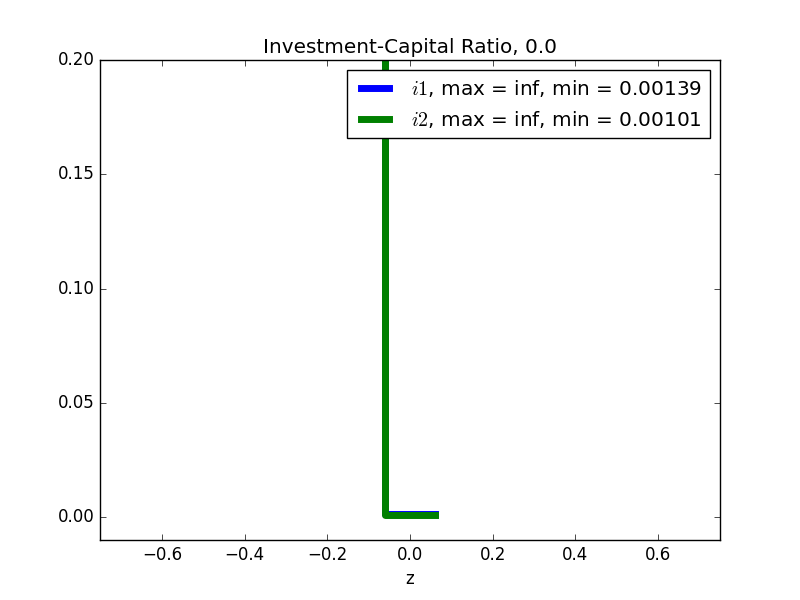 Investment-Capital Ratio, 0.0
0.20
i1, max = inf, min = 0.00139
i2, max = inf, min = 0.00101
0.15
0.10
0.05
0.00
−0.6 −0.4 −0.2 0.0 0.2 0.4 0.6
z